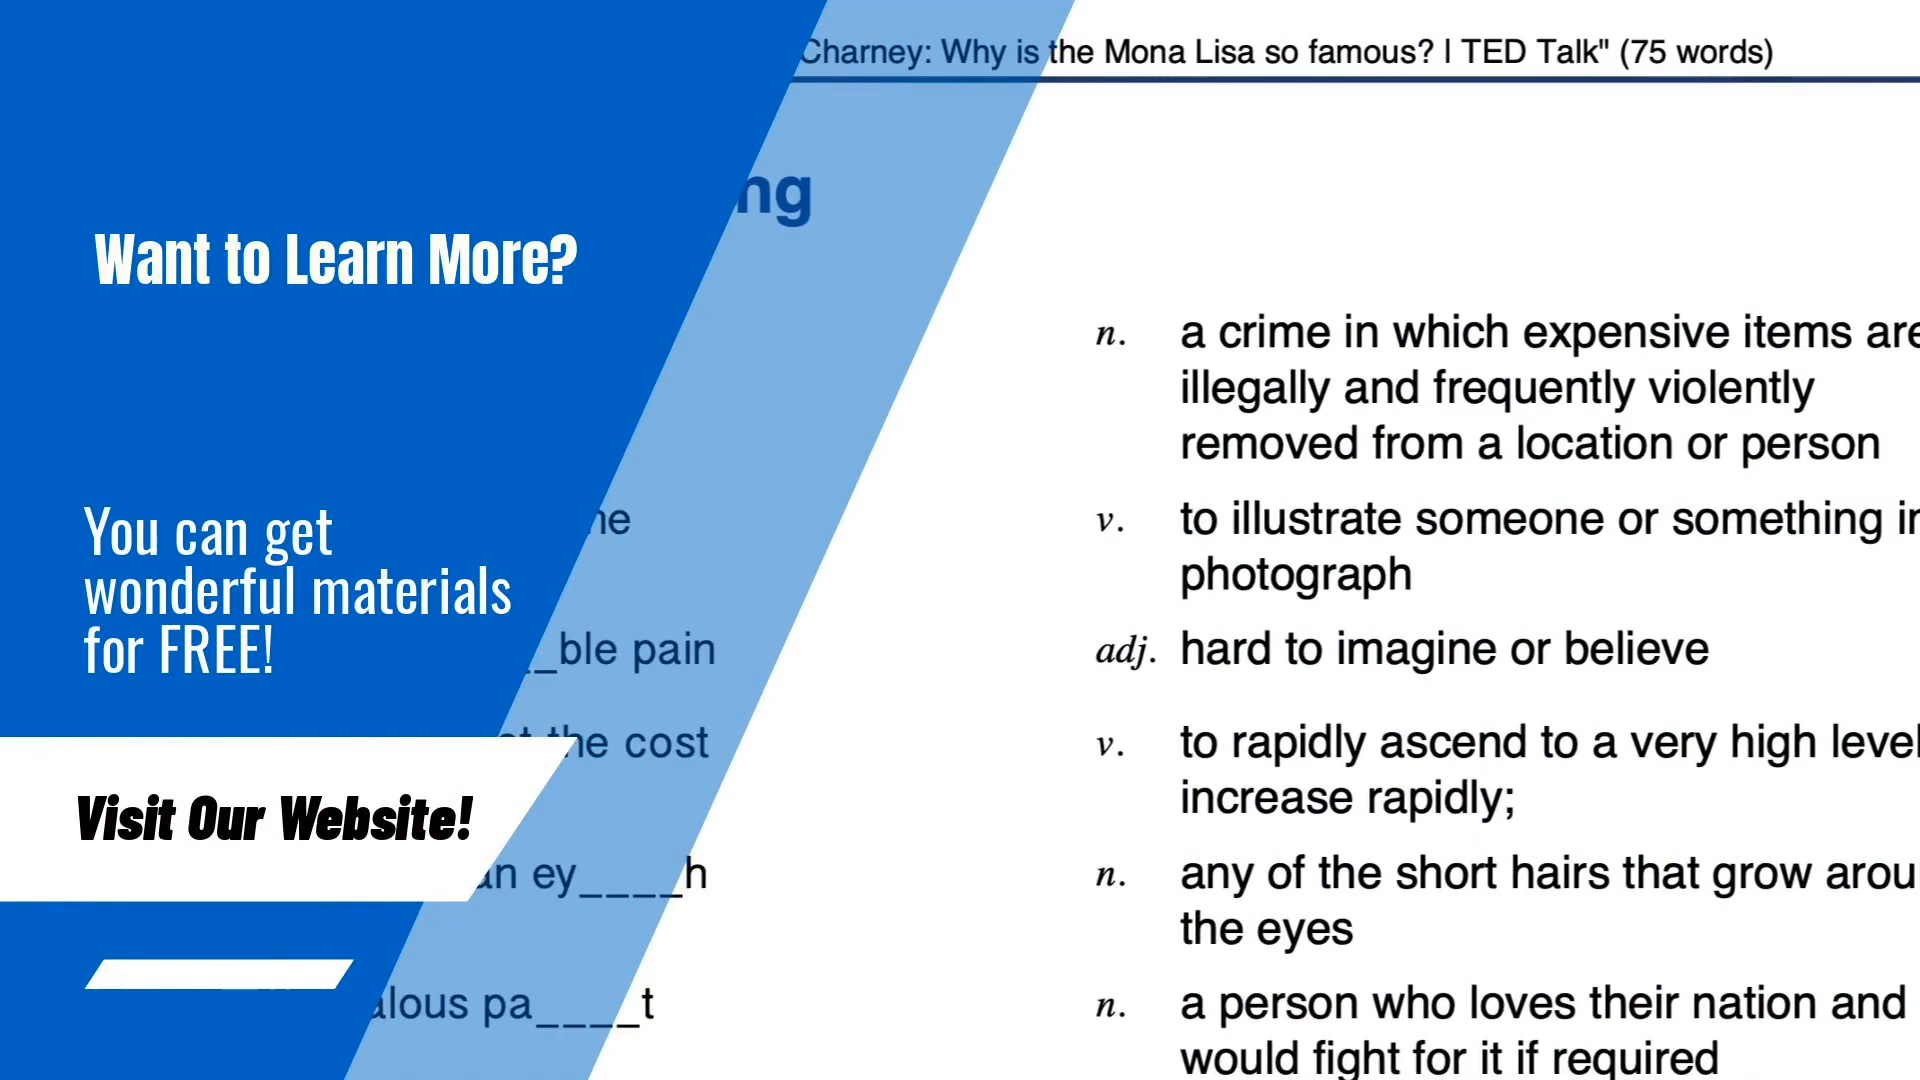 Charney: Why is the Mona Lisa so famous? | TED Talk" (75 words)
ng
Want to Learn More?
You can get
wonderful materials
for FREE!
Visit Our Website!
n. a crime in which expensive items are
illegally and frequently violently
removed from a location or person
ne
v. to illustrate someone or something in
photograph
_ble pain
adj. hard to imagine or believe
the cost
v. to rapidly ascend to a very high level
increase rapidly;
an ey____h
n. any of the short hairs that grow arou
the eyes
alous pa____t
n. a person who loves their nation and
would fight for it if required